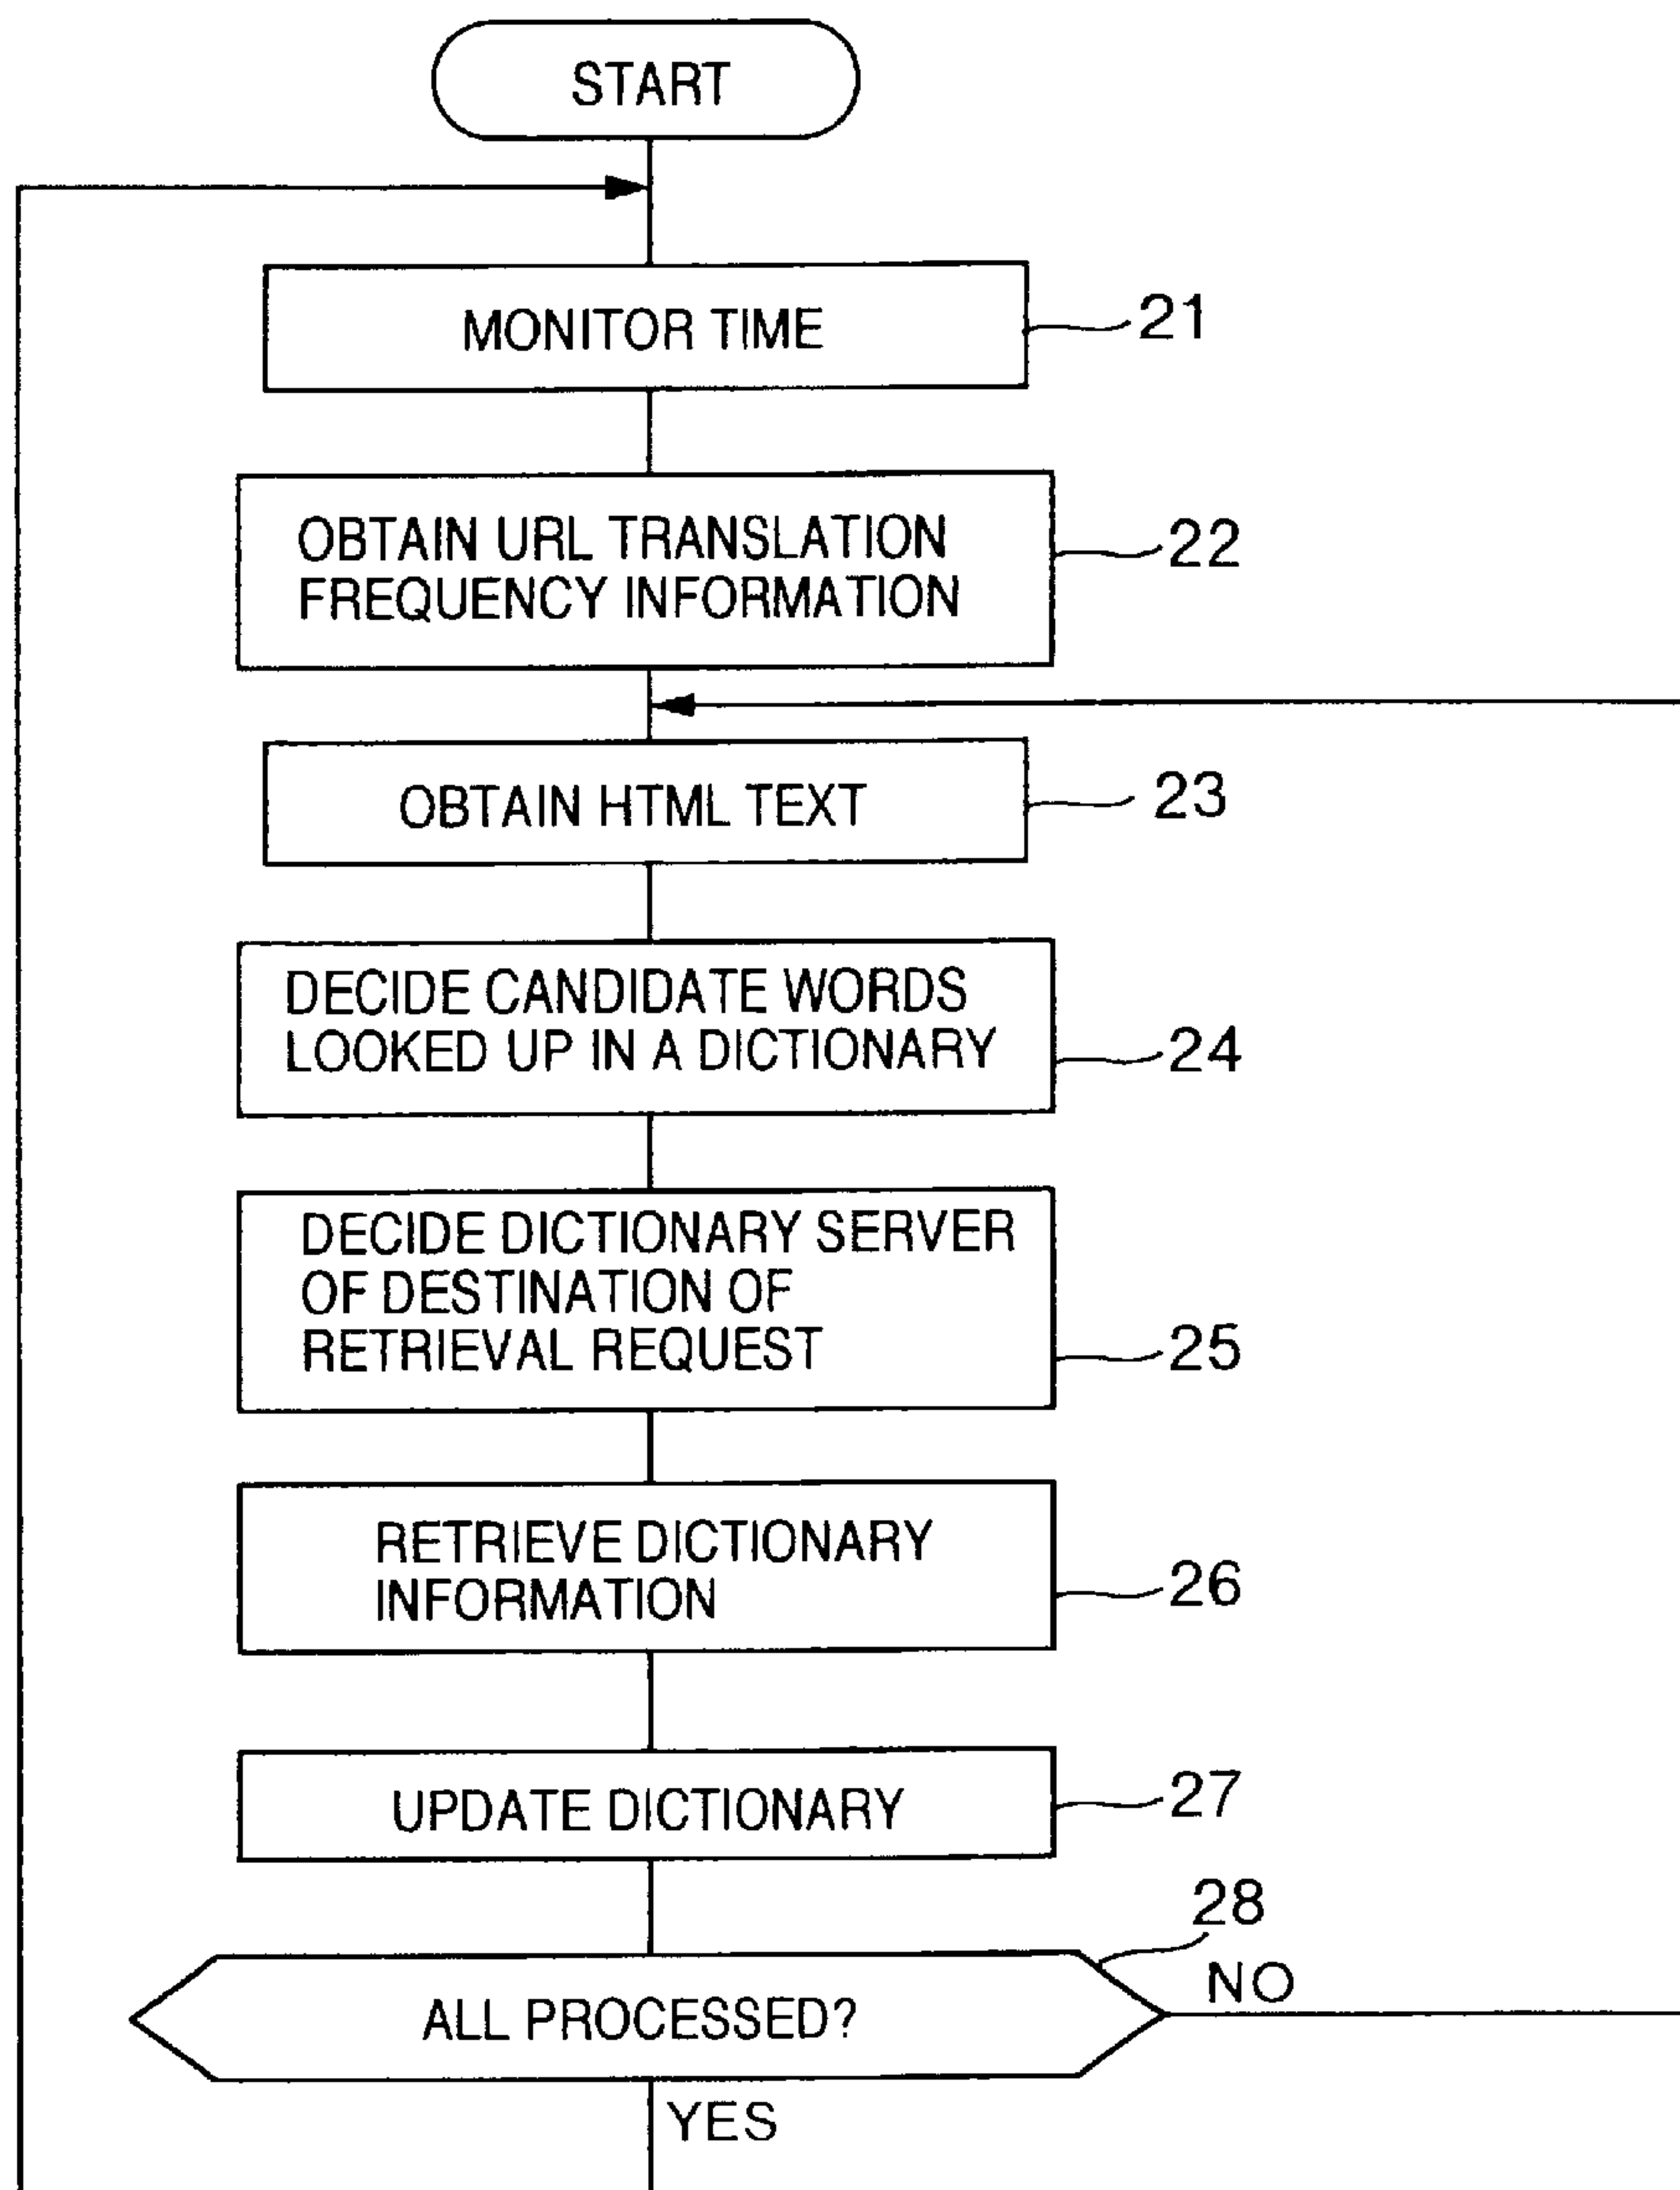 START
MONITOR TIME
21
OBTAIN URL TRANSLATION
FREQUENCY INFORMATION
22
OBTAIN HTML TEXT
23
DECIDE CANDIDATE WORDS
LOOKED UP IN A DICTIONARY
24
DECIDE DICTIONARY SERVER
OF DESTINATION OF
RETRIEVAL REQUEST
25
RETRIEVE DICTIONARY
INFORMATION
26
UPDATE DICTIONARY
27
28
NO
ALL PROCESSED?
YES